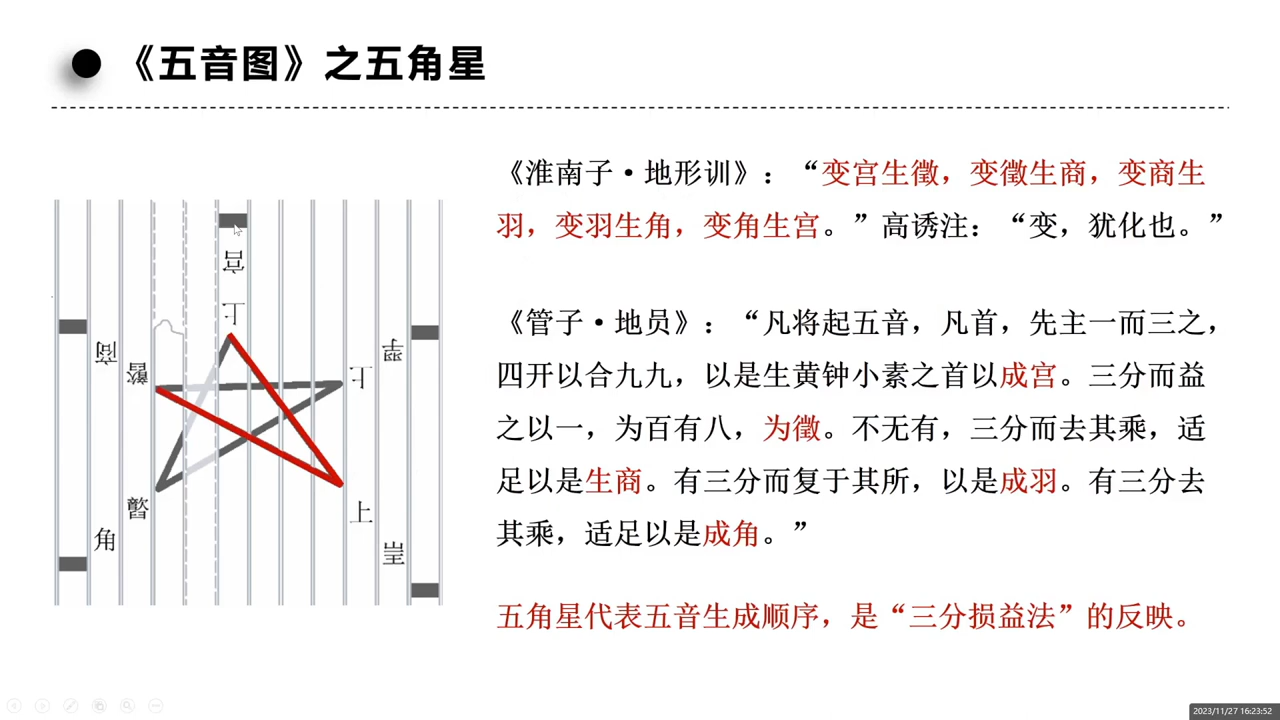 《五音图》之五角星
《淮南子·地形训》：“变宫生徵，变徵生商，变商生
羽，变羽生角，变角生宫。”高诱注：“变，犹化也。”
《管子·地员》：“凡将起五音，凡首，先主一而三之，
四开以合九九，以是生黄钟小素之首以成宫。三分而益
之以一，为百有八，为徵。不无有，三分而去其乘，适
足以是生商。有三分而复于其所，以是成羽。有三分去
其乘，适足以是成角。”
五角星代表五音生成顺序，是“三分损益法”的反映。
宫
上
商
上
角
上
2023/11/27 16:23:52